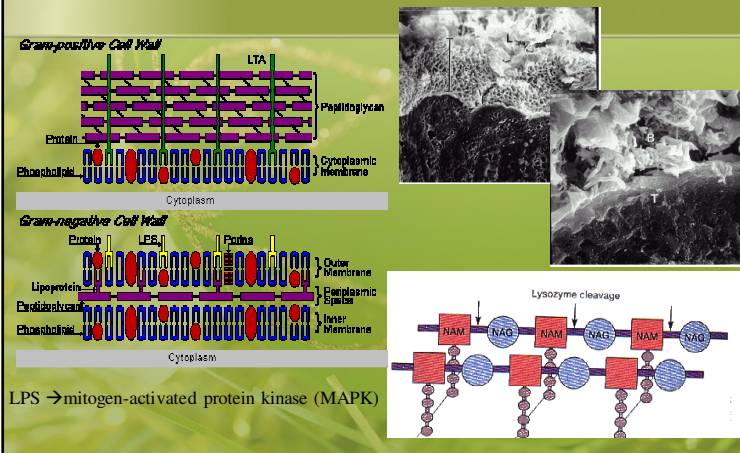 Gram-positive Cell Wall
LTA
Peptidoglycan
Protein
Phospholipid
Cytoplasmic
Membrane
Cytoplasm
Gram-negative Cell Wall
Protein
LPS
Porins
Outer
Membrane
Lipoprotein
Periplasmic
Space
Peptidoglycan
Phospholipid
Inner
Membrane
Cytoplasm
LPS →mitogen-activated protein kinase (MAPK)
L
B
T
Lysozyme cleavage
NAM NAG NAM NAG NAM NAG